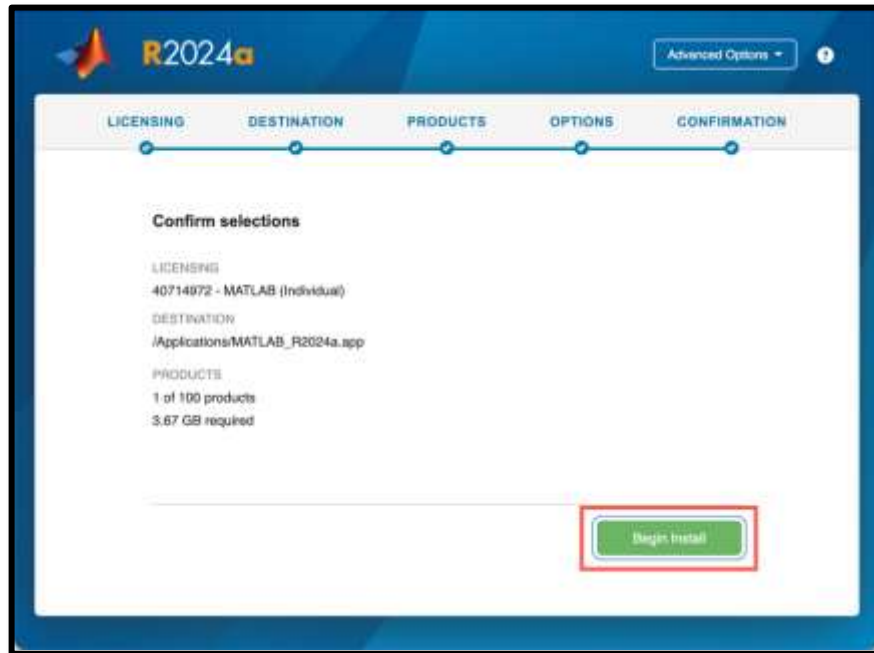 R2024a
Advanced Options
?
LICENSING DESTINATION PRODUCTS OPTIONS CONFIRMATION
Confirm selections
LICENSING
40714972 - MATLAB (Individual)
DESTINATION
/Applications/MATLAB_R2024a.app
PRODUCTS
1 of 100 products
3.67 GB required
Begin Install